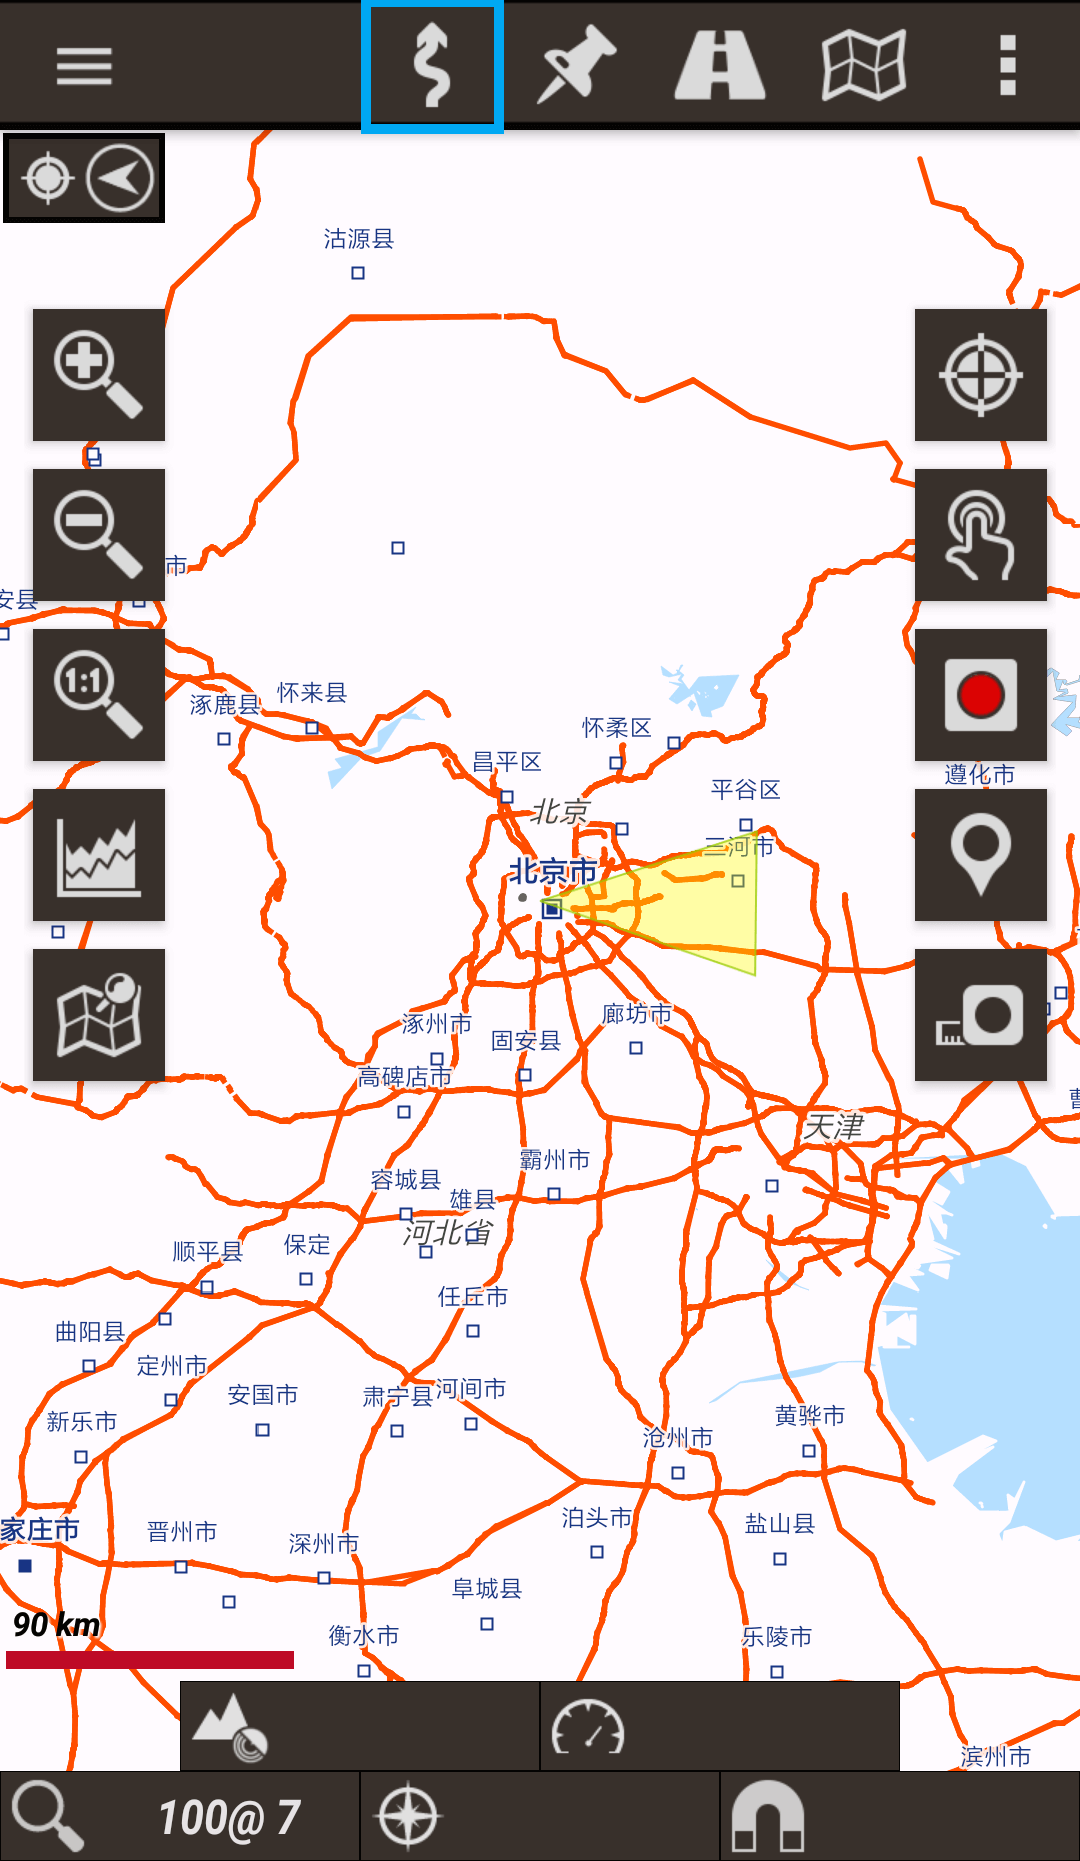 沽源县
市
安县
1:1
怀来县
涿鹿县
怀柔区
昌平区
遵化市
平谷区
北京
三河市
北京市
涿州市
廊坊市
固安县
高碑店市
天津
霸州市
容城县
雄县
河北省
顺平县
保定
任丘市
曲阳县
定州市
安国市
肃宁县
河间市
新乐市
黄骅市
沧州市
家庄市
晋州市
深州市
泊头市
盐山县
阜城县
90 km
衡水市
乐陵市
滨州市
100@ 7